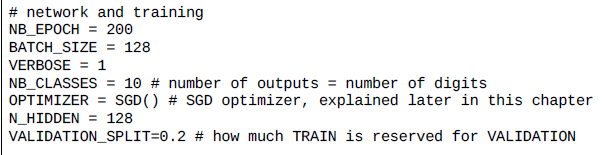 # network and training
NB_EPOCH = 200
BATCH_SIZE = 128
VERBOSE = 1
NB_CLASSES = 10 # number of outputs = number of digits
OPTIMIZER = SGD() # SGD optimizer, explained later in this chapter
N_HIDDEN = 128
VALIDATION_SPLIT=0.2 # how much TRAIN is reserved for VALIDATION